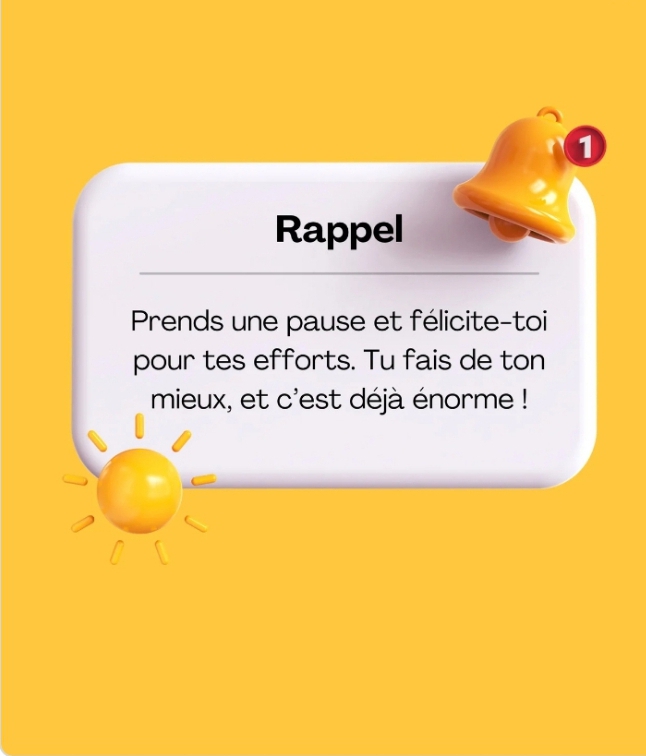 1
Rappel
Prends une pause et félicite-toi
pour tes efforts. Tu fais de ton
mieux, et c’est déjà énorme !